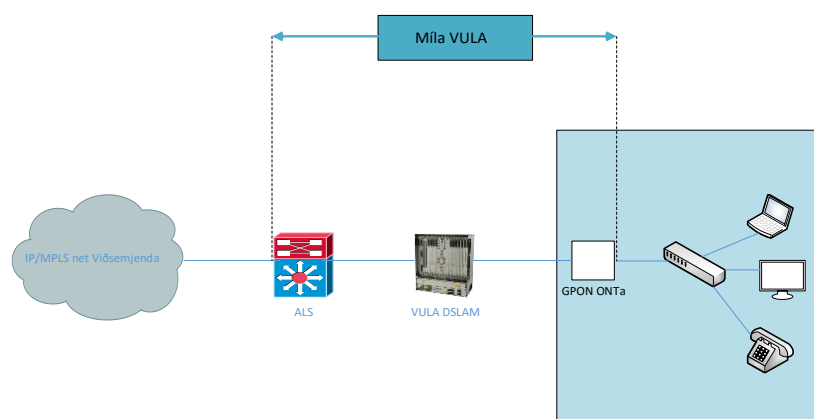 Míla VULA
IP/MPLS net Viðsemjenda
ALS
VULA DSLAM
GPON ONTa